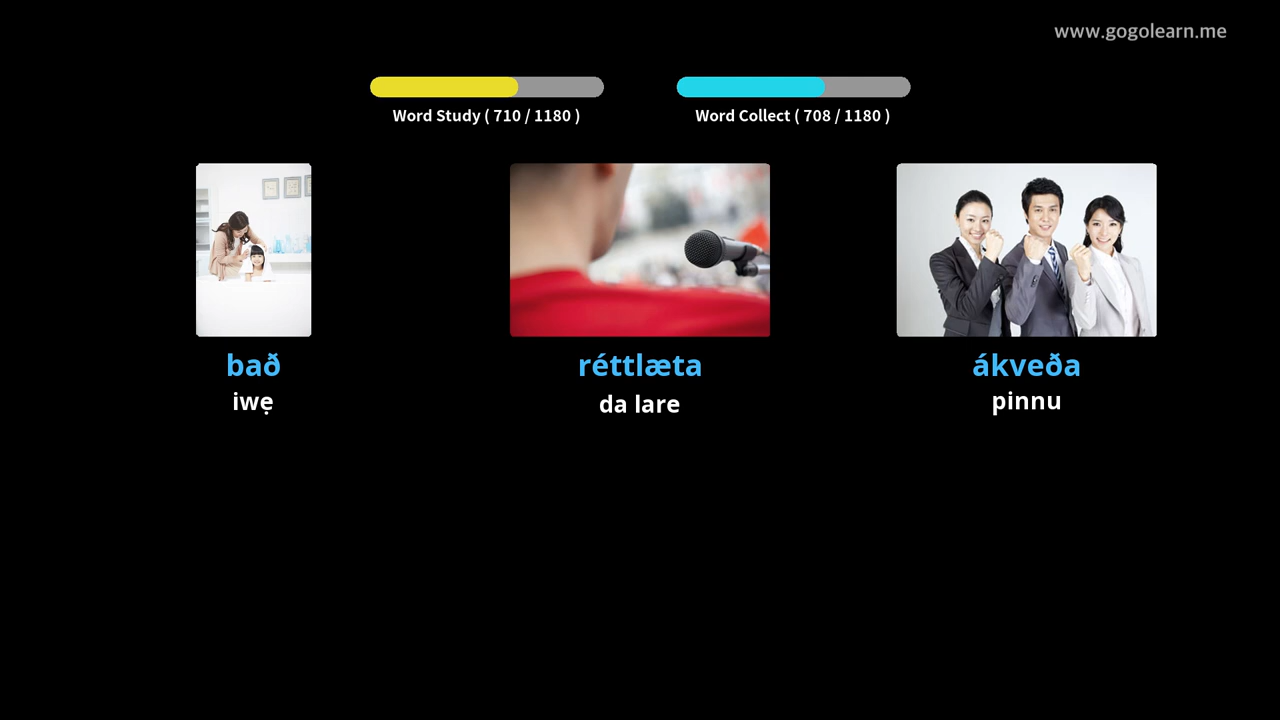 www.gogolearn.me
Word Study ( 710 / 1180 )
Word Collect ( 708 / 1180 )
bað
réttlæta
ákveða
iwẹ
da lare
pinnu